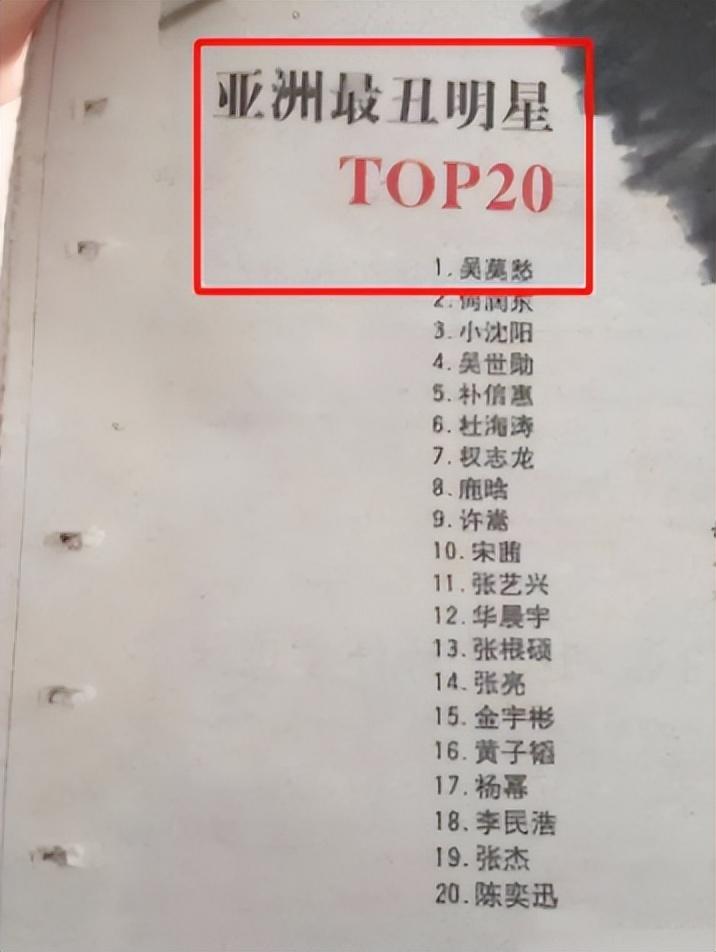 亚洲最丑明星
TOP20
1.吴莫愁
2.何润东
3.小沈阳
4.吴世勋
5.朴信惠
6.杜海涛
7.权志龙
8.鹿晗
9.许嵩
10.宋茜
11.张艺兴
12.华晨宇
13.张根硕
14.张亮
15.金宇彬
16.黄子韬
17.杨幂
18.李民浩
19.张杰
20.陈奕迅